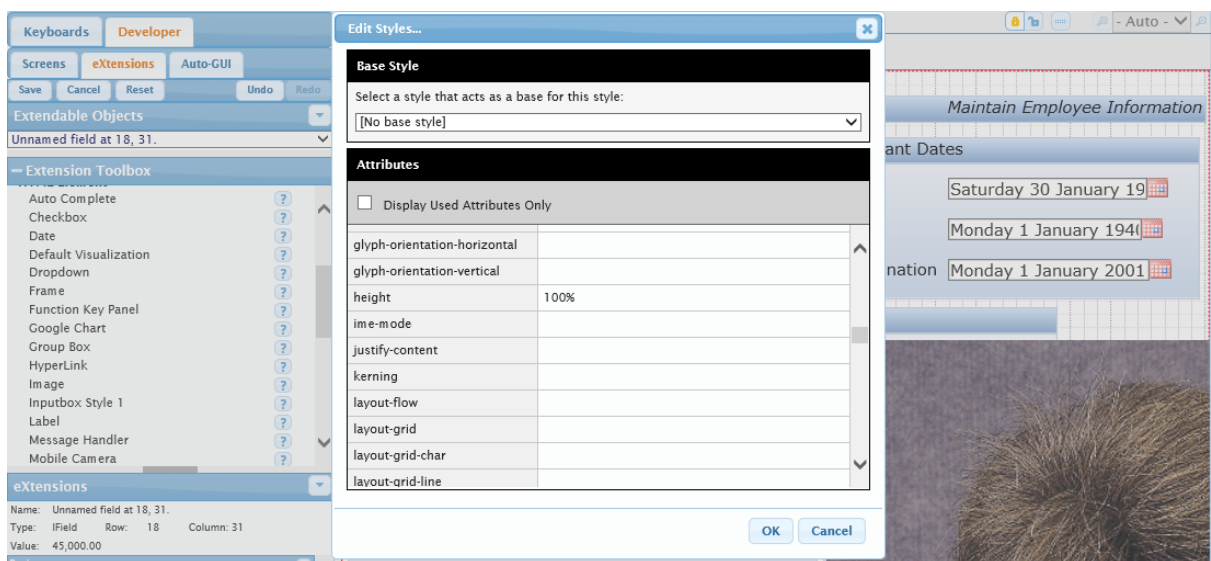 Keyboards Developer
Screens eXtensions Auto-GUI
Save Cancel Reset Undo Redo
Extendable Objects
Unnamed field at 18, 31.
Extension Toolbox
Auto Complete ?
Checkbox ?
Date ?
Default Visualization ?
Dropdown ?
Frame ?
Function Key Panel ?
Google Chart ?
Group Box ?
HyperLink ?
Image ?
Inputbox Style 1 ?
Label ?
Message Handler ?
Mobile Camera ?
eXtensions
Name: Unnamed field at 18, 31.
Type: IField Row: 18 Column: 31
Value: 45,000.00
Edit Styles...
Base Style
Select a style that acts as a base for this style:
[No base style]
Attributes
Display Used Attributes Only
glyph-orientation-horizontal
glyph-orientation-vertical
height 100%
ime-mode
justify-content
kerning
layout-flow
layout-grid
layout-grid-char
layout-grid-line
OK Cancel
- Auto -
Maintain Employee Information
ant Dates
Saturday 30 January 19
Monday 1 January 194
nation Monday 1 January 2001